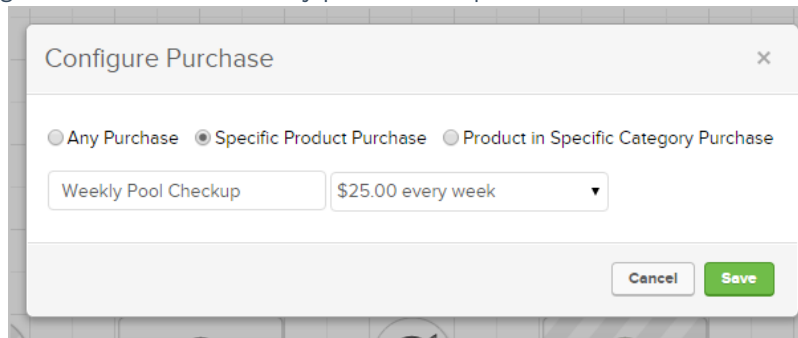 Configure Purchase ×
Any Purchase Specific Product Purchase Product in Specific Category Purchase
Weekly Pool Checkup $25.00 every week
Cancel Save